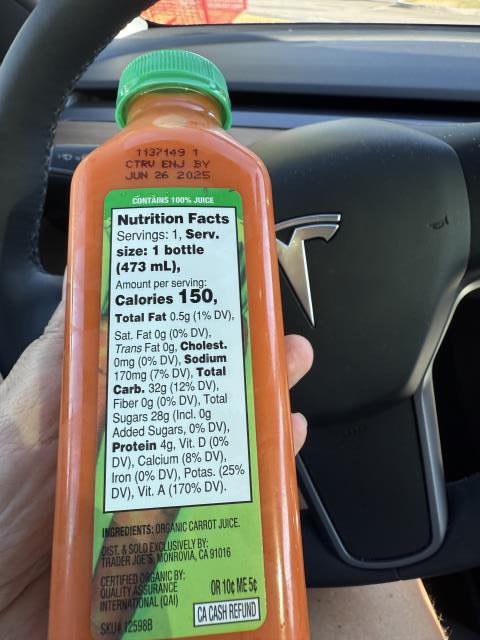 1137149 1
CTRV ENJ BY
JUN 26 2025
CONTAINS 100% JUICE
Nutrition Facts
Servings: 1, Serv.
size: 1 bottle
(473 mL),
Amount per serving:
Calories 150,
Total Fat 0.5g (1% DV),
Sat. Fat 0g (0% DV),
Trans Fat 0g, Cholest.
0mg (0% DV), Sodium
170mg (7% DV), Total
Carb. 32g (12% DV),
Fiber 0g (0% DV), Total
Sugars 28g (Incl. 0g
Added Sugars, 0% DV),
Protein 4g, Vit. D (0%
DV), Calcium (8% DV),
Iron (0% DV), Potas. (25%
DV), Vit. A (170% DV).
INGREDIENTS: ORGANIC CARROT JUICE.
DIST. & SOLD EXCLUSIVELY BY:
TRADER JOE'S, MONROVIA, CA 91016
CERTIFIED ORGANIC BY:
QUALITY ASSURANCE
INTERNATIONAL (QAI)
OR 10¢ ME 5¢
CA CASH REFUND
SKU# 12598B